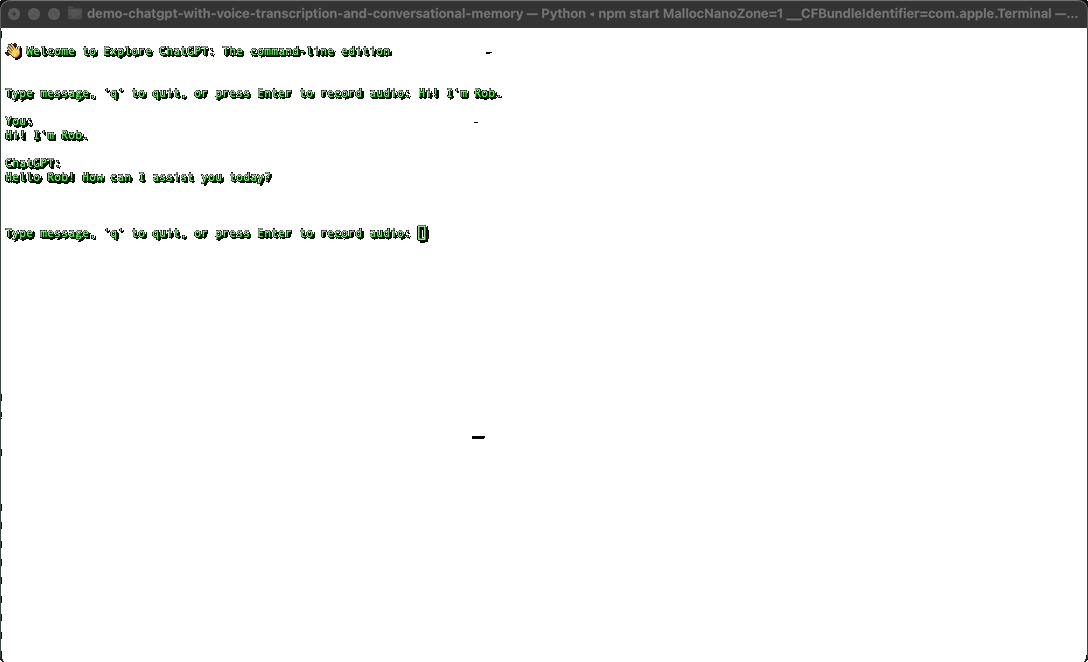 demo-chatgpt-with-voice-transcription-and-conversational-memory — Python ◂ npm start MallocNanoZone=1 __CFBundleIdentifier=com.apple.Terminal —...
👋 Welcome to Explore ChatGPT: The command-line edition
Type message, 'q' to quit, or press Enter to record audio: Hi! I'm Rob.
You:
Hi! I'm Rob.
ChatGPT:
Hello Rob! How can I assist you today?
Type message, 'q' to quit, or press Enter to record audio: